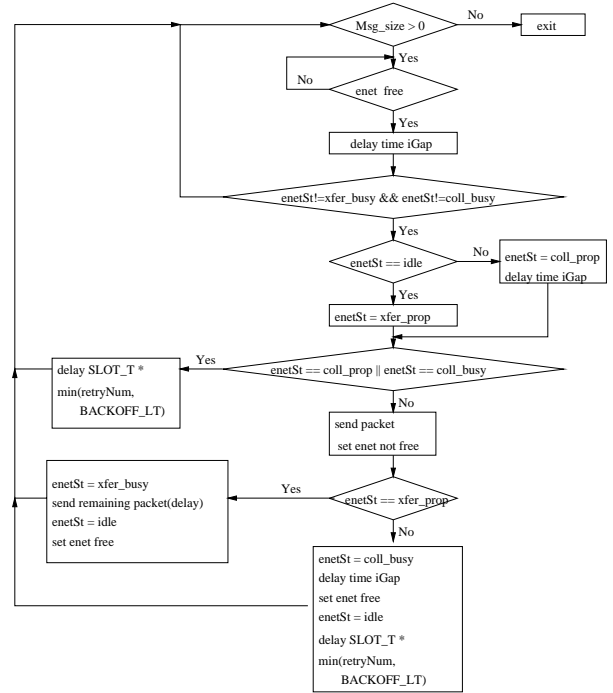 Msg_size > 0
No
exit
Yes
No
enet free
Yes
delay time iGap
enetSt!=xfer_busy && enetSt!=coll_busy
Yes
enetSt == idle
No
enetSt = coll_prop
delay time iGap
Yes
enetSt = xfer_prop
Yes
enetSt == coll_prop || enetSt == coll_busy
delay SLOT_T *
min(retryNum,
BACKOFF_LT)
No
send packet
set enet not free
enetSt = xfer_busy
send remaining packet(delay)
enetSt = idle
set enet free
Yes
enetSt == xfer_prop
No
enetSt = coll_busy
delay time iGap
set enet free
enetSt = idle
delay SLOT_T *
min(retryNum,
BACKOFF_LT)